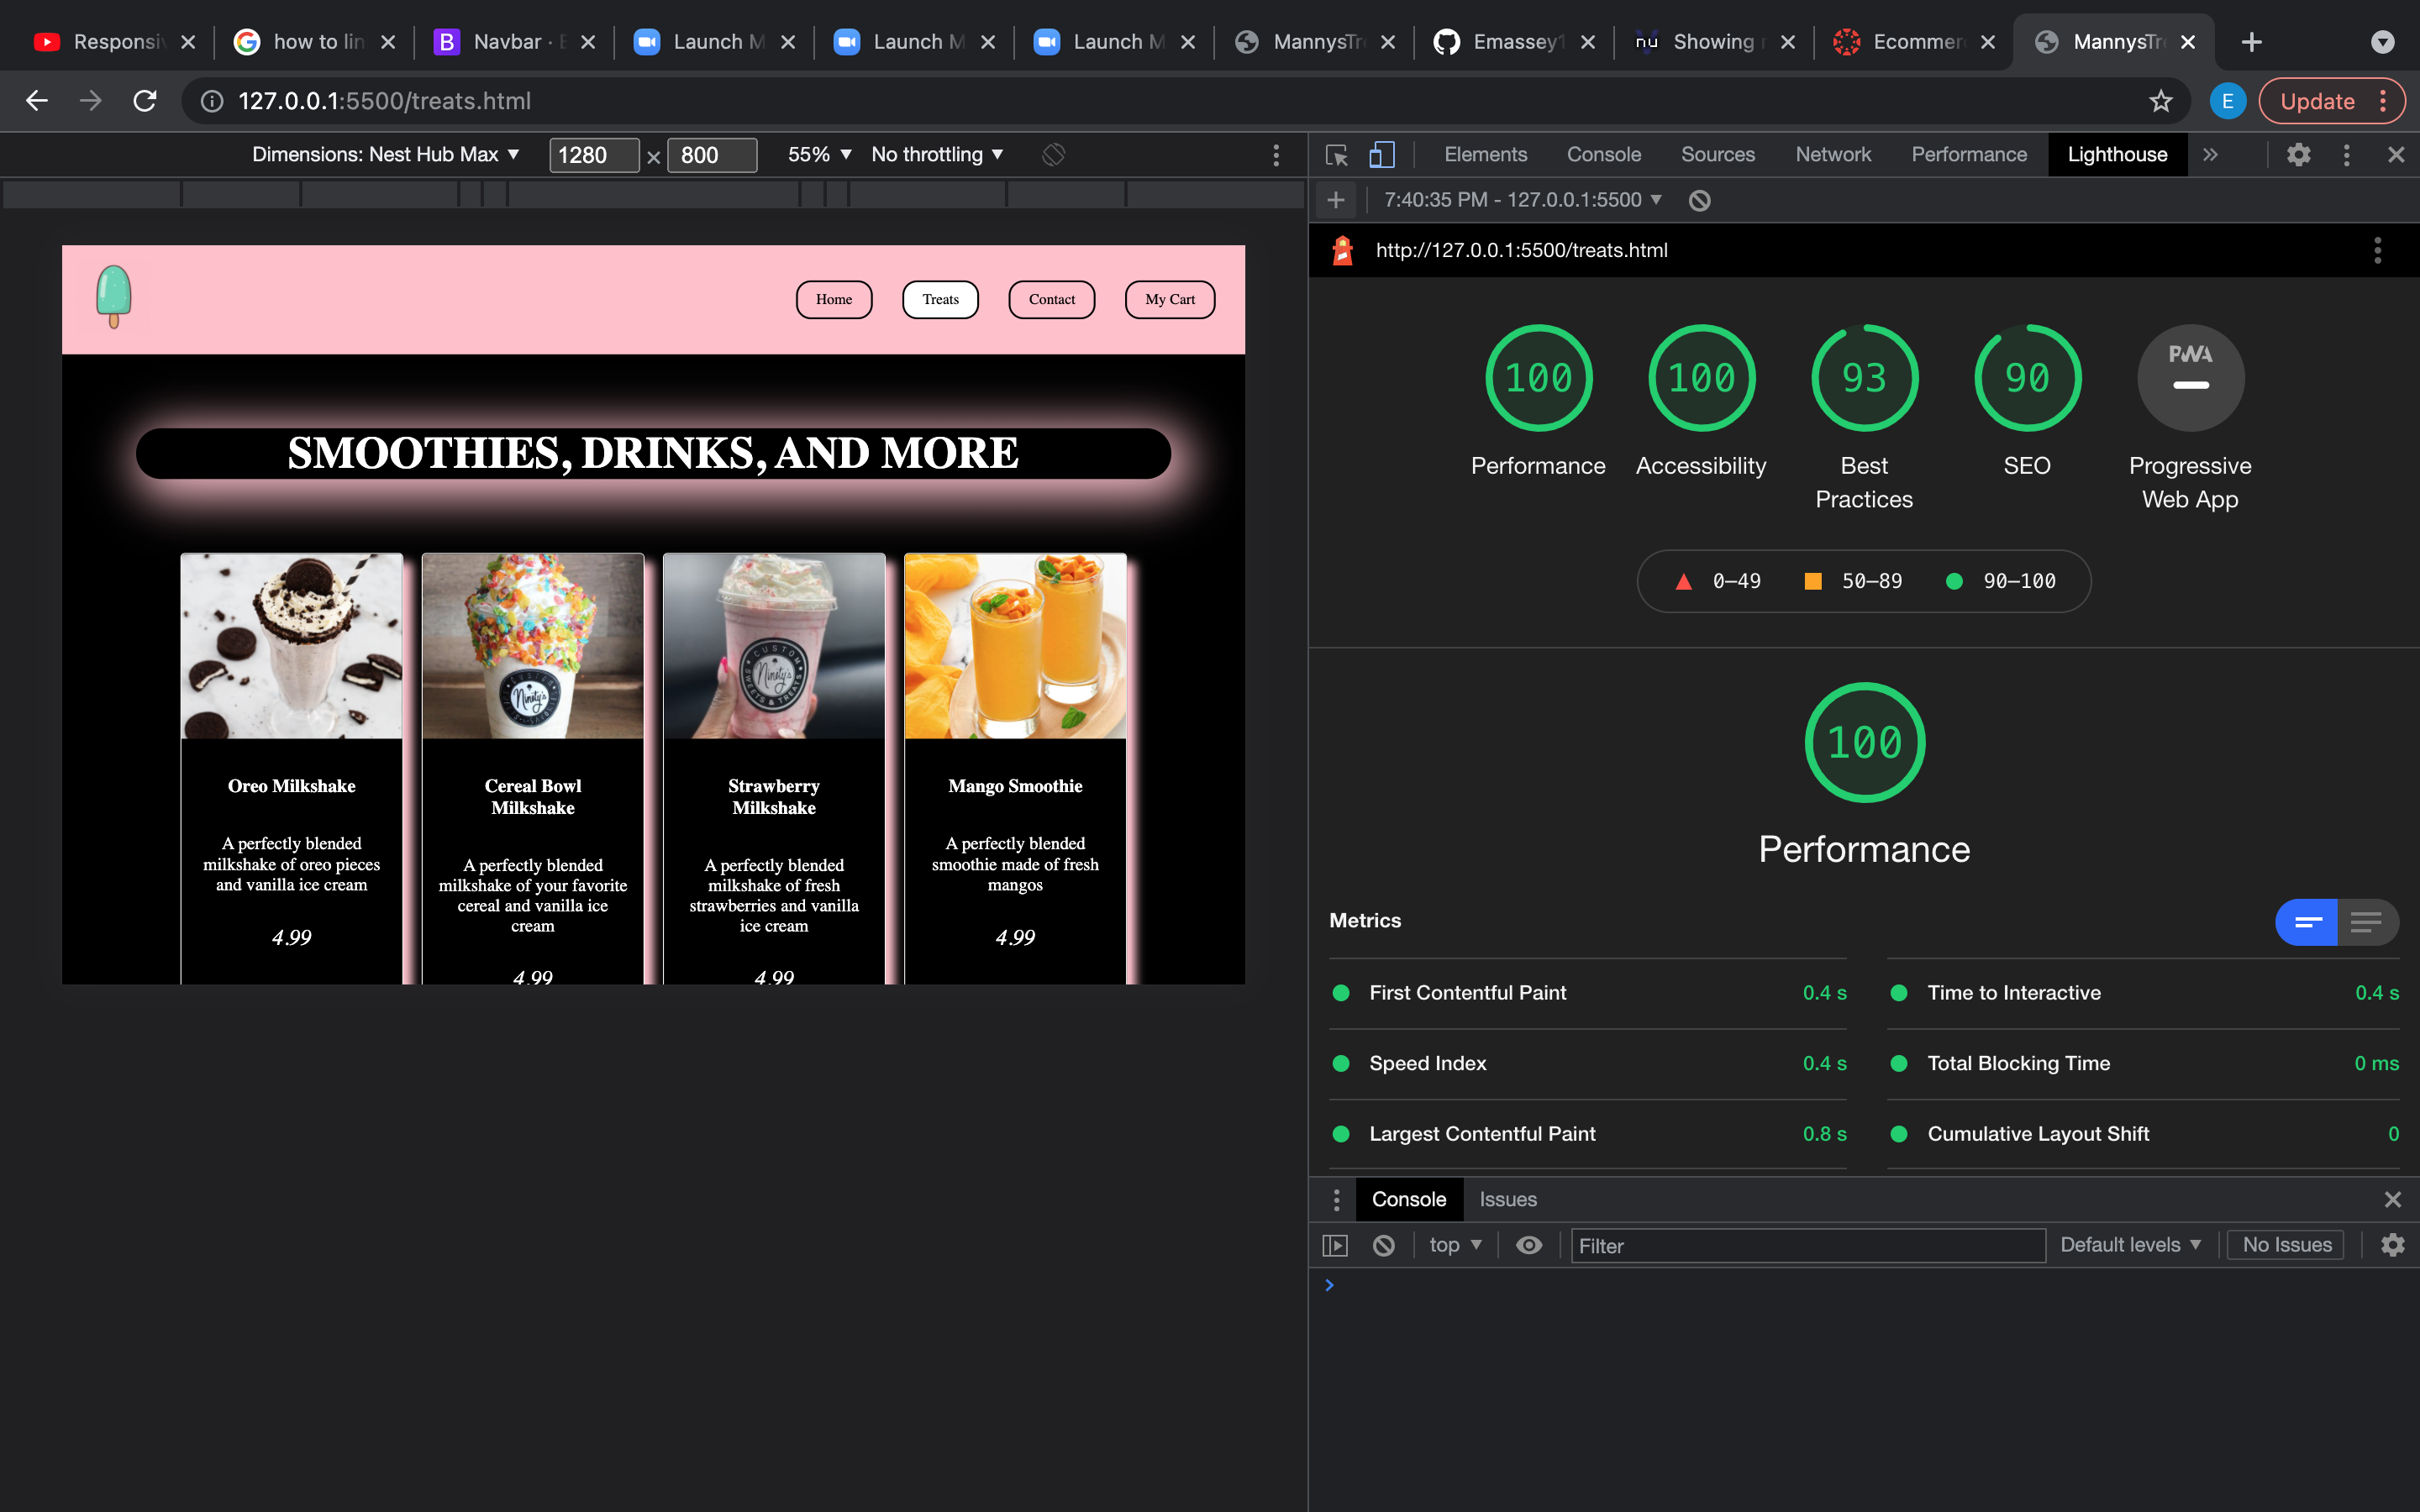 Responsi
how to lin
B Navbar · B
Launch M
Launch M
Launch M
MannysTr
Emassey1
nu Showing
Ecommer
MannysTr
127.0.0.1:5500/treats.html
E
Update
Dimensions: Nest Hub Max 1280 × 800 55% No throttling
Home Treats Contact My Cart
SMOOTHIES, DRINKS, AND MORE
Oreo Milkshake
A perfectly blended
milkshake of oreo pieces
and vanilla ice cream
4.99
Ninety's
Cereal Bowl
Milkshake
A perfectly blended
milkshake of your favorite
cereal and vanilla ice
cream
4.99
CUSTOM
Ninety's
SWEETS & TREATS
Strawberry
Milkshake
A perfectly blended
milkshake of fresh
strawberries and vanilla
ice cream
4.99
Mango Smoothie
A perfectly blended
smoothie made of fresh
mangos
4.99
Elements Console Sources Network Performance Lighthouse
7:40:35 PM - 127.0.0.1:5500
http://127.0.0.1:5500/treats.html
100
Performance
100
Accessibility
93
Best
Practices
90
SEO
PWA
Progressive
Web App
0–49 50–89 90–100
100
Performance
Metrics
First Contentful Paint 0.4 s
Time to Interactive 0.4 s
Speed Index 0.4 s
Total Blocking Time 0 ms
Largest Contentful Paint 0.8 s
Cumulative Layout Shift 0
Console Issues
top Filter Default levels No Issues